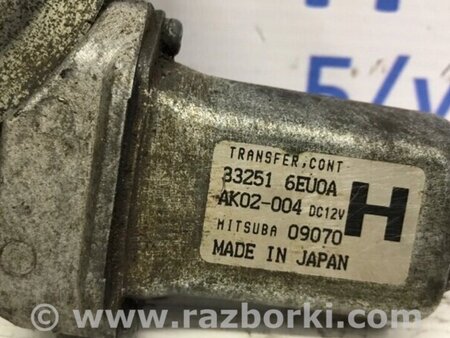 Б/у
TRANSFER,CONT
33251 6EU0A
AK02-004 DC12V
H
MITSUBA 09070
MADE IN JAPAN
www.razborki.com